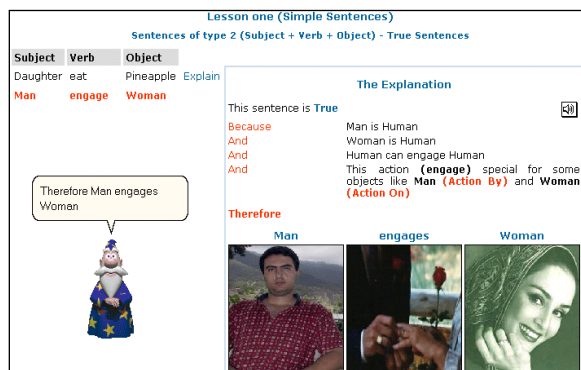 Lesson one (Simple Sentences)
Sentences of type 2 (Subject + Verb + Object) - True Sentences
Subject Verb Object
Daughter eat Pineapple Explain
Man engage Woman
The Explanation
This sentence is True
Because Man is Human
And Woman is Human
And Human can engage Human
And This action (engage) special for some
objects like Man (Action By) and Woman
(Action On)
Therefore
Therefore Man engages
Woman
Man engages Woman